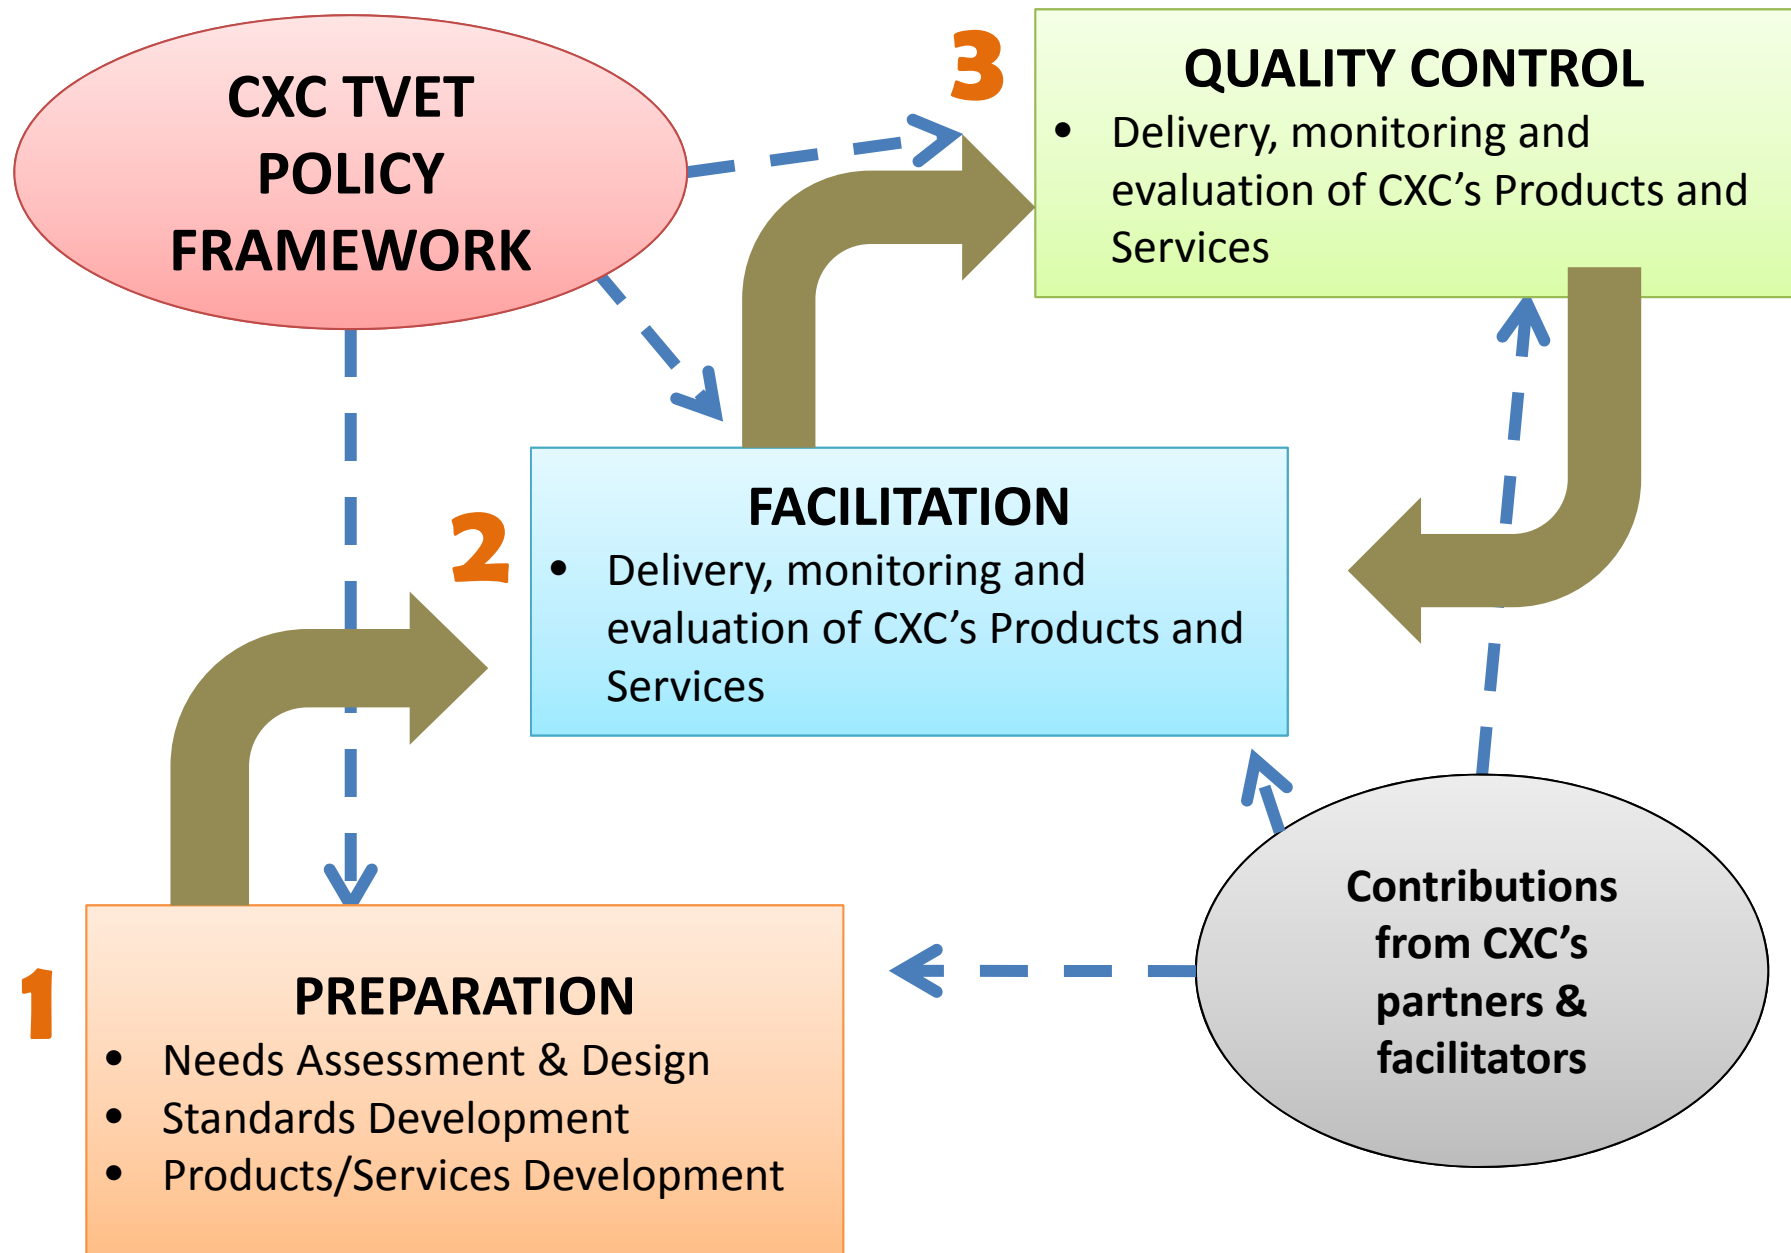 CXC TVET
POLICY
FRAMEWORK
3
QUALITY CONTROL
• Delivery, monitoring and
evaluation of CXC’s Products and
Services
2
FACILITATION
• Delivery, monitoring and
evaluation of CXC’s Products and
Services
1
PREPARATION
• Needs Assessment & Design
• Standards Development
• Products/Services Development
Contributions
from CXC’s
partners &
facilitators